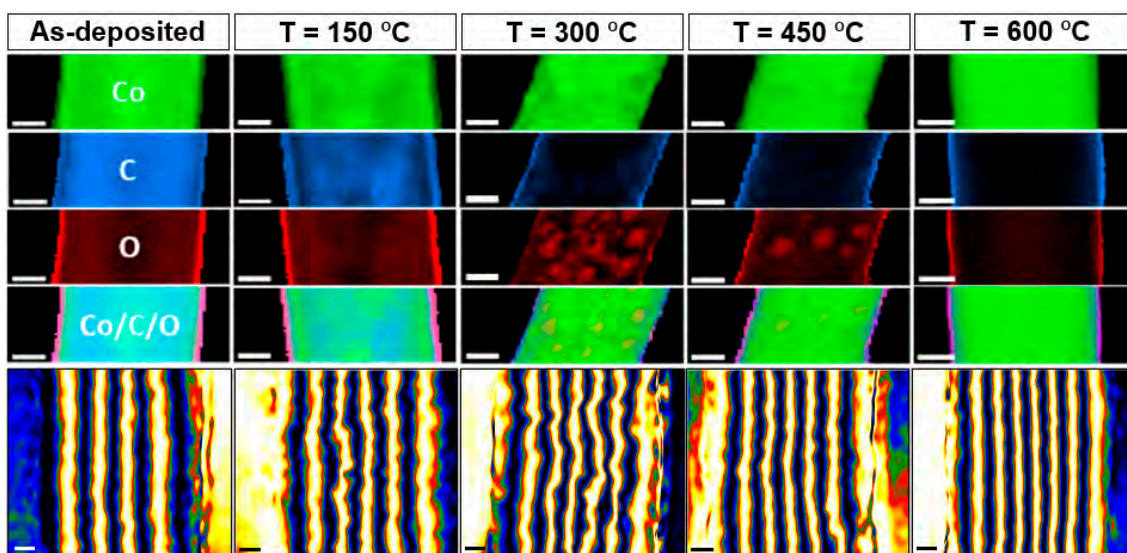 As-deposited
T = 150 °C
T = 300 °C
T = 450 °C
T = 600 °C
Co
C
O
Co/C/O